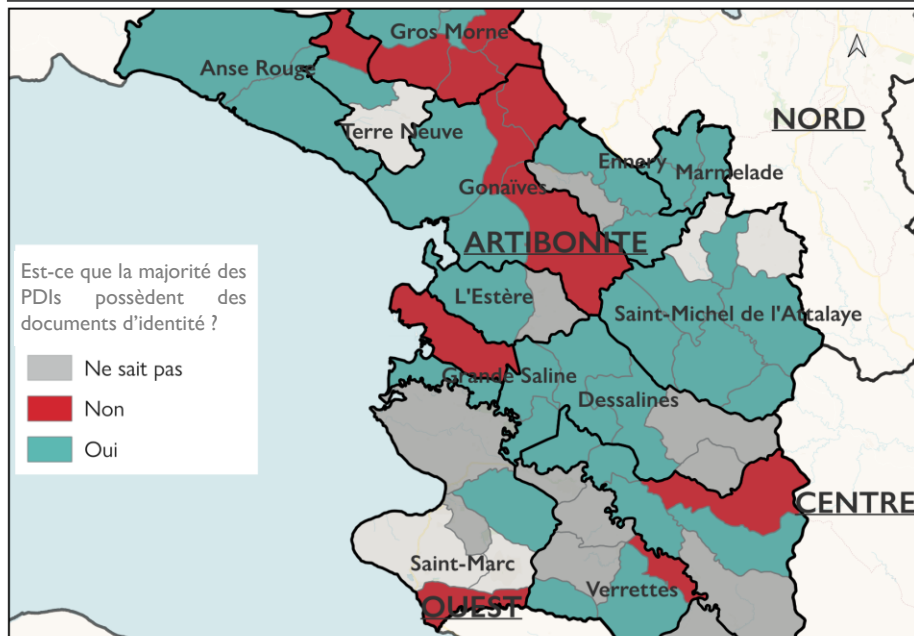 Gros Morne
Anse Rouge
NORD
Terre Neuve
Ennery
Marmelade
Gonaïves
ARTIBONITE
Est-ce que la majorité des
PDIs possèdent des
documents d'identité ?
Ne sait pas
Non
Oui
L'Estère
Saint-Michel de l'Attalaye
Grande Saline
Dessalines
CENTRE
Saint-Marc
Verrettes
OUEST